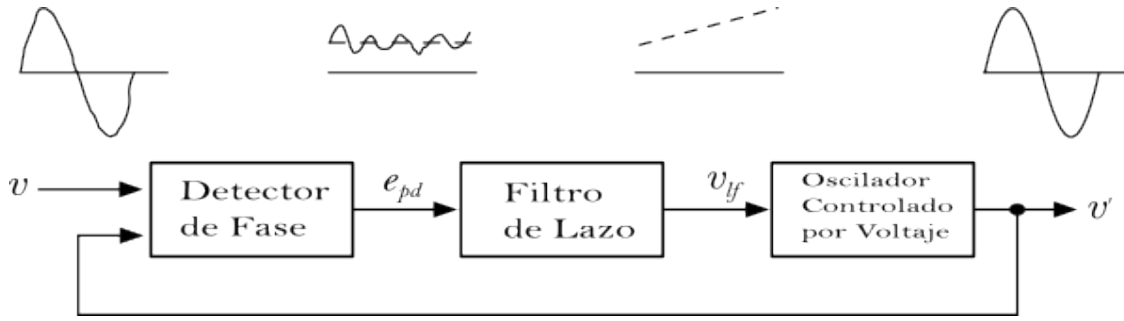 v
Detector
de Fase
e_pd
Filtro
de Lazo
v_lf
Oscilador
Controlado
por Voltaje
v'